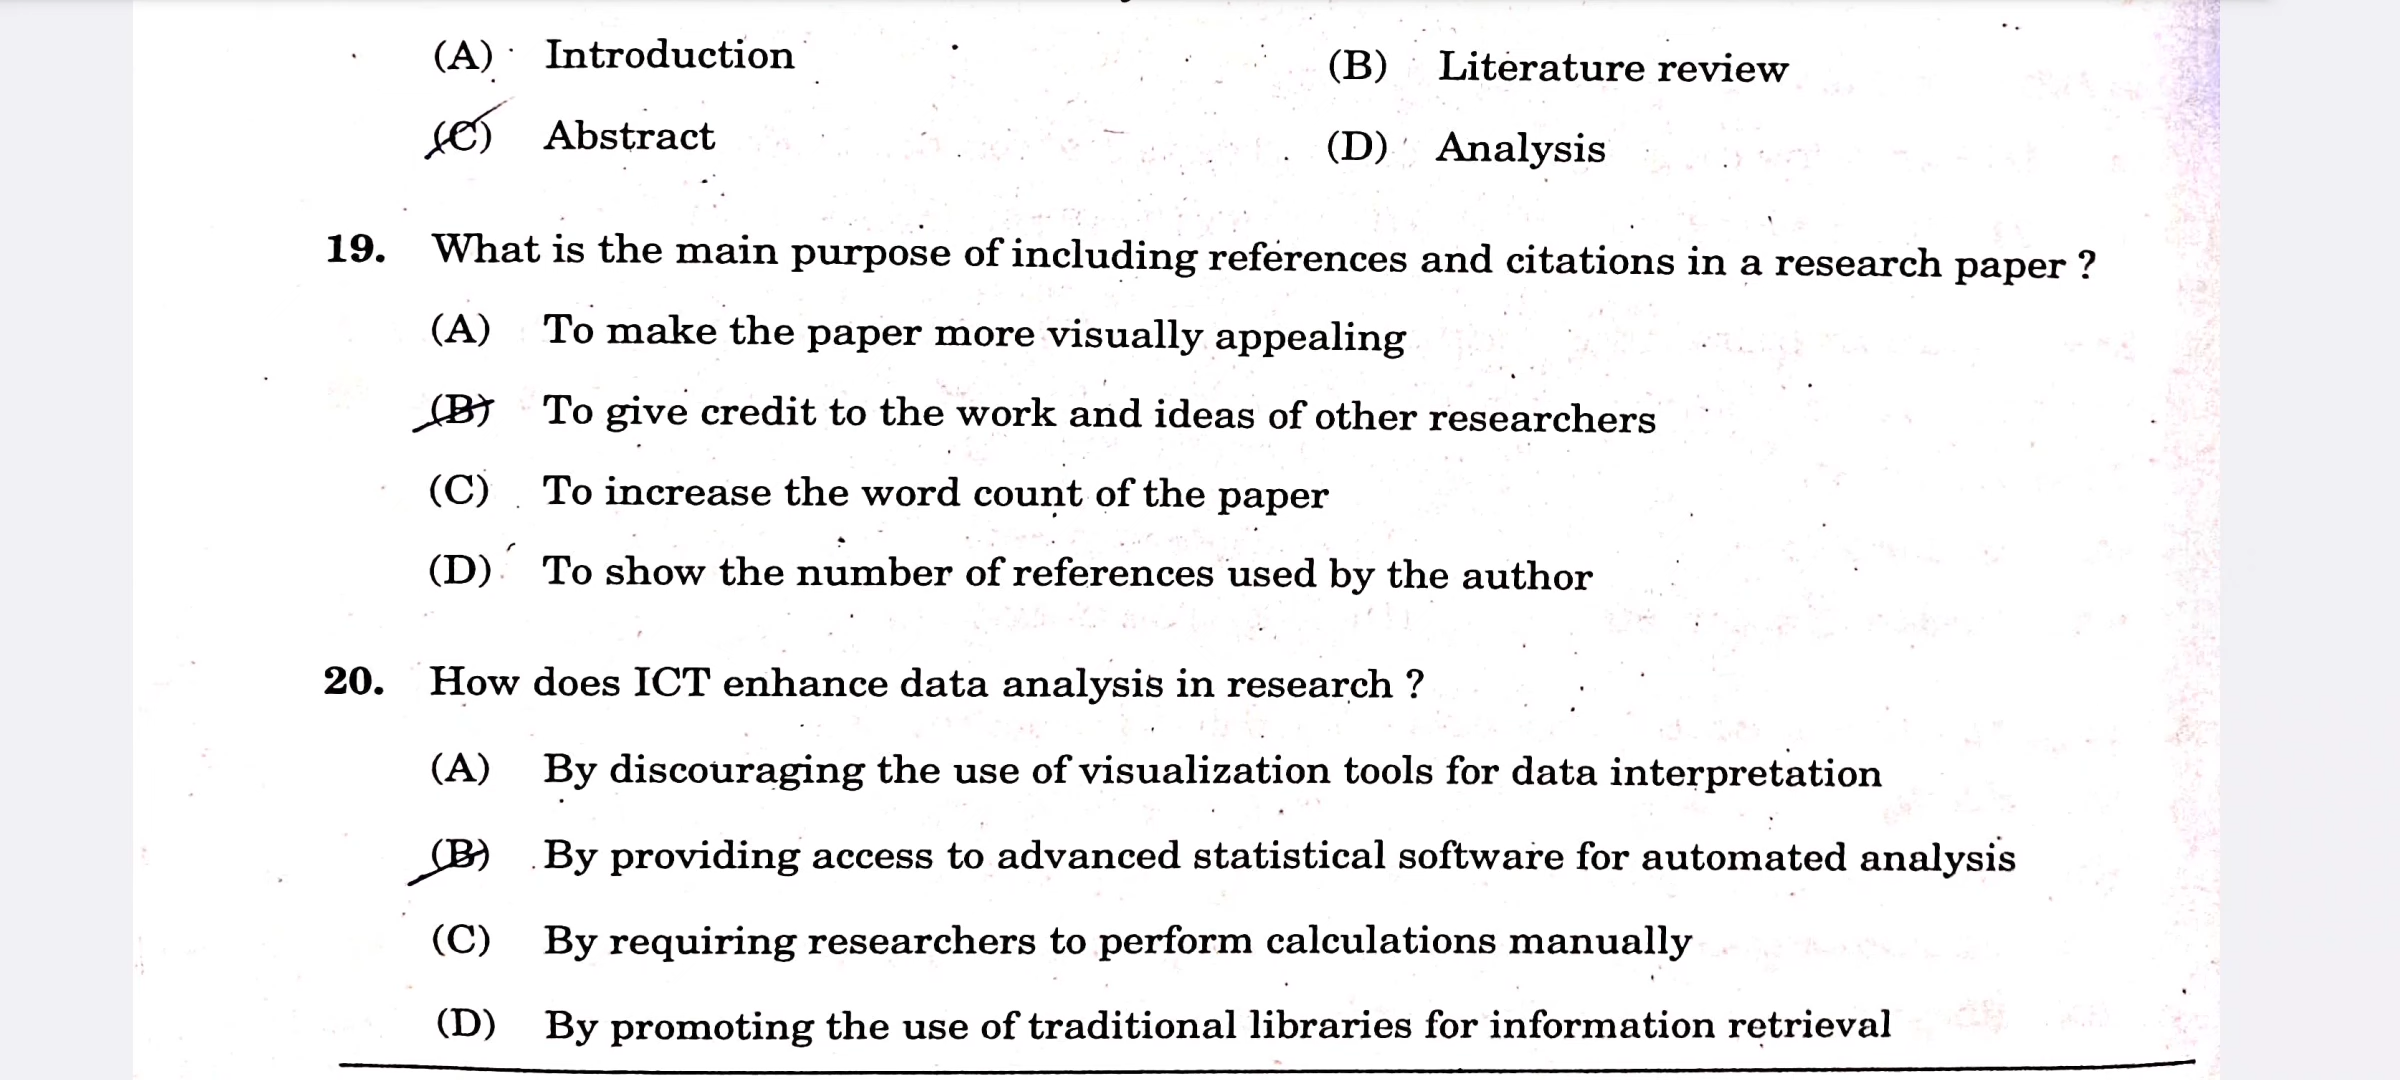 (A) Introduction (B) Literature review
(C) Abstract (D) Analysis
19. What is the main purpose of including references and citations in a research paper ?
(A) To make the paper more visually appealing
(B) To give credit to the work and ideas of other researchers
(C) To increase the word count of the paper
(D) To show the number of references used by the author
20. How does ICT enhance data analysis in research ?
(A) By discouraging the use of visualization tools for data interpretation
(B) By providing access to advanced statistical software for automated analysis
(C) By requiring researchers to perform calculations manually
(D) By promoting the use of traditional libraries for information retrieval